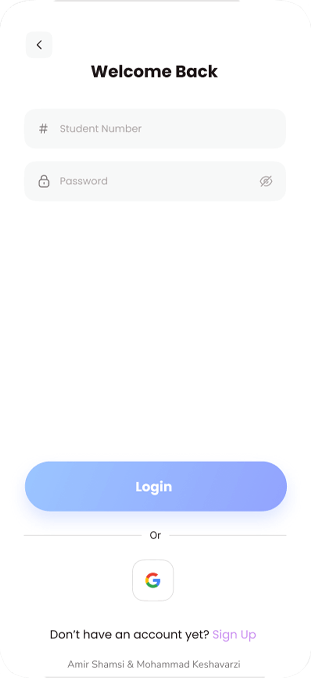 Welcome Back
# Student Number
Password
Login
Or
Don’t have an account yet? Sign Up
Amir Shamsi & Mohammad Keshavarzi